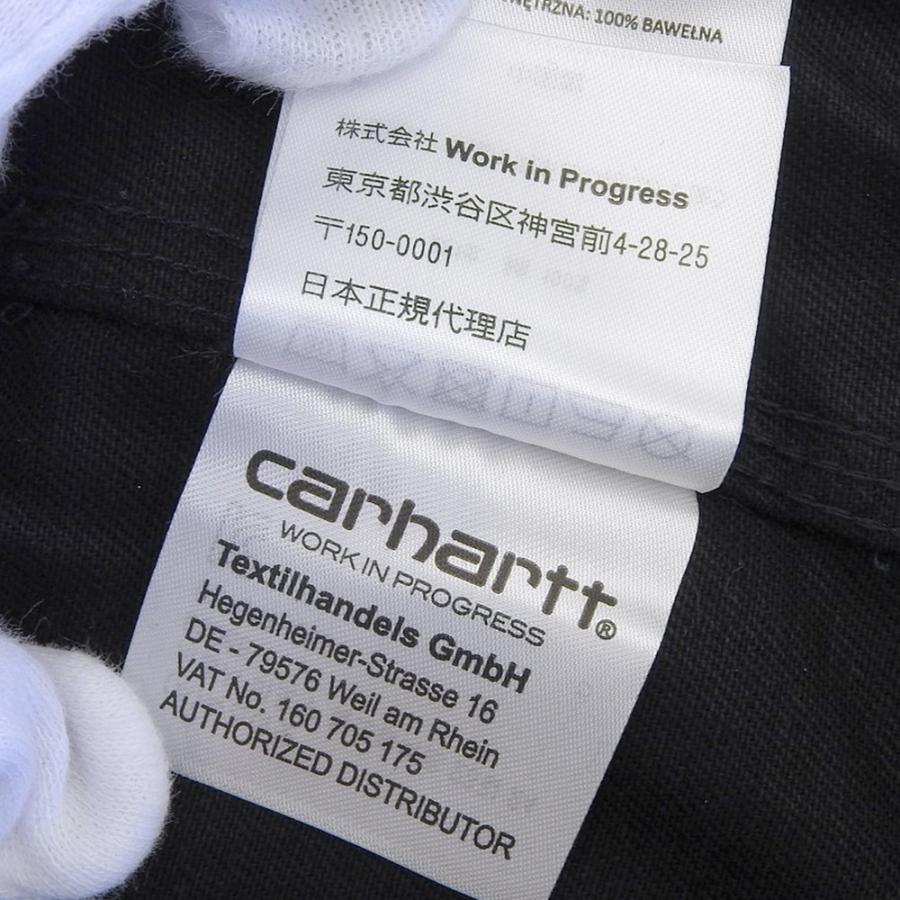 WNĘTRZNA: 100% BAWEŁNA
株式会社 Work in Progress
東京都渋谷区神宮前4-28-25
〒150-0001
日本正規代理店
carhartt®
WORK IN PROGRESS
Textilhandels GmbH
Hegenheimer-Strasse 16
DE - 79576 Weil am Rhein
VAT No. 160 705 175
AUTHORIZED DISTRIBUTOR